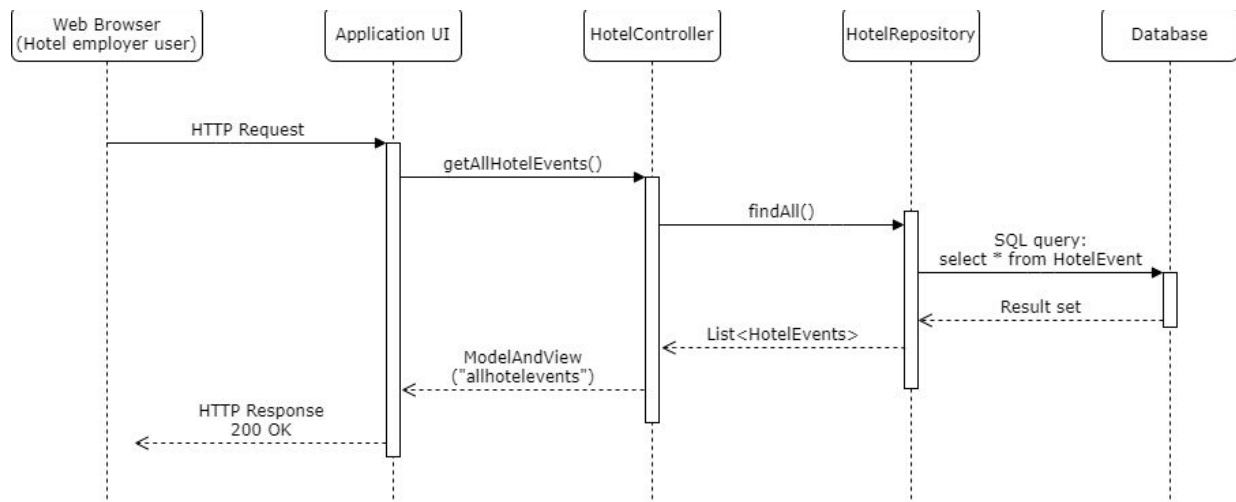 Web Browser
(Hotel employer user)
Application UI
HotelController
HotelRepository
Database
HTTP Request
getAllHotelEvents()
findAll()
SQL query:
select * from HotelEvent
Result set
List<HotelEvents>
ModelAndView
("allhotelevents")
HTTP Response
200 OK